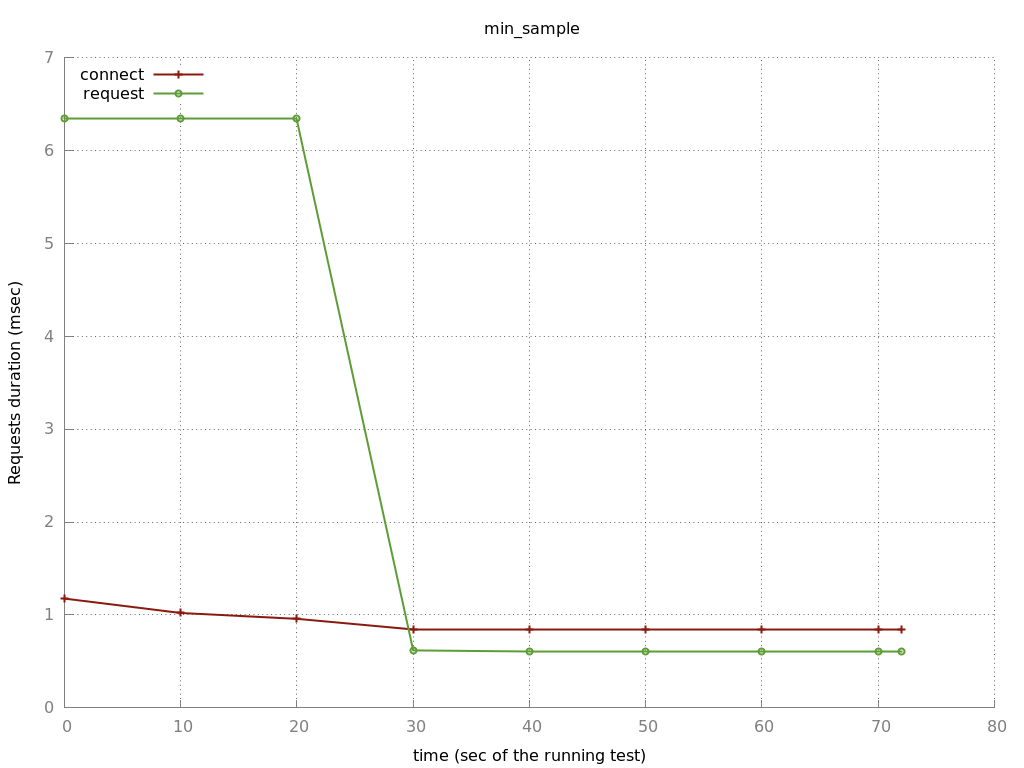 min_sample
7
connect
request
6
5
4
3
2
1
0
Requests duration (msec)
0 10 20 30 40 50 60 70 80
time (sec of the running test)